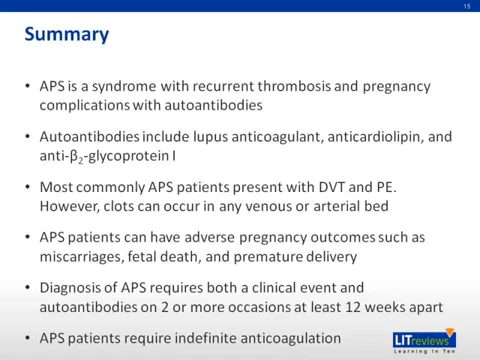 15
Summary
• APS is a syndrome with recurrent thrombosis and pregnancy
complications with autoantibodies
• Autoantibodies include lupus anticoagulant, anticardiolipin, and
anti-β₂-glycoprotein I
• Most commonly APS patients present with DVT and PE.
However, clots can occur in any venous or arterial bed
• APS patients can have adverse pregnancy outcomes such as
miscarriages, fetal death, and premature delivery
• Diagnosis of APS requires both a clinical event and
autoantibodies on 2 or more occasions at least 12 weeks apart
• APS patients require indefinite anticoagulation
LITreviews
Learning In Ten